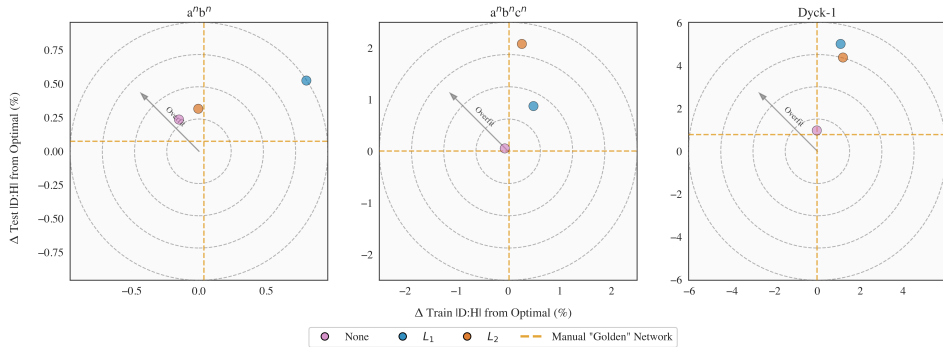 aⁿbⁿ
aⁿbⁿcⁿ
Dyck-1
Δ Test |D:H| from Optimal (%)
0.75
0.50
0.25
0.00
−0.25
−0.50
−0.75
−0.5
0.0
0.5
Overfit
2
1
0
−1
−2
−2
−1
0
1
2
Overfit
6
4
2
0
−2
−4
−6
−6
−4
−2
0
2
4
Overfit
Δ Train |D:H| from Optimal (%)
None
L₁
L₂
Manual "Golden" Network